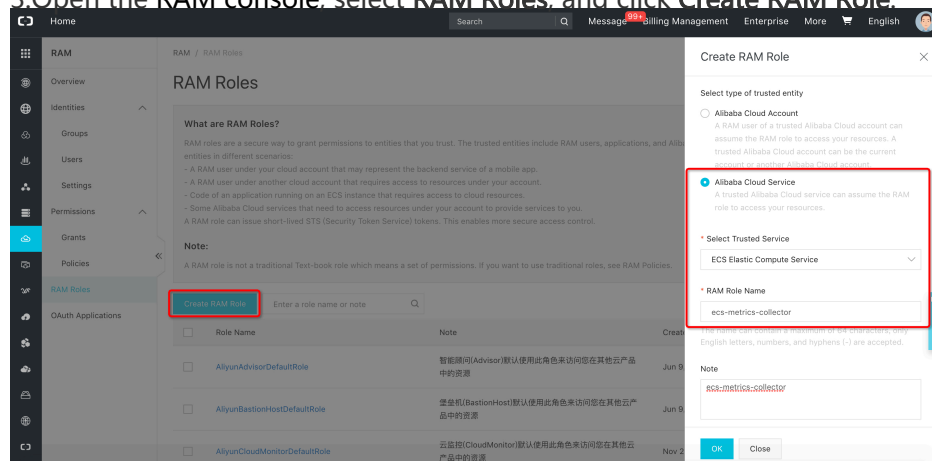 3.Open the RAM console, select RAM Roles, and click Create RAM Role.
Home
Search
Message
99+
Billing Management
Enterprise
More
English
RAM
Overview
Identities
Groups
Users
Settings
Permissions
Grants
Policies
RAM Roles
OAuth Applications
RAM / RAM Roles
RAM Roles
What are RAM Roles?
RAM roles are a secure way to grant permissions to entities that you trust. The trusted entities include RAM users, applications, and Alib
entities in different scenarios:
- A RAM user under your cloud account that may represent the backend service of a mobile app.
- A RAM user under another cloud account that requires access to resources under your account.
- Code of an application running on an ECS instance that requires access to cloud resources.
- Some Alibaba Cloud services that need to access resources under your account to provide services to you.
A RAM role can issue short-lived STS (Security Token Service) tokens. This enables more secure access control.
Note:
A RAM role is not a traditional Text-book role which means a set of permissions. If you want to use traditional roles, see RAM Policies.
Create RAM Role
Enter a role name or note
Role Name
Note
Create
AliyunAdvisorDefaultRole
智能顾问(Advisor)默认使用此角色来访问您在其他云产品
中的资源
Jun 9
AliyunBastionHostDefaultRole
堡垒机(BastionHost)默认使用此角色来访问您在其他云产
品中的资源
Jun 9
AliyunCloudMonitorDefaultRole
云监控(CloudMonitor)默认使用此角色来访问您在其他云
产品中的资源
Nov 2
Create RAM Role
Select type of trusted entity
Alibaba Cloud Account
A RAM user of a trusted Alibaba Cloud account can
assume the RAM role to access your resources. A
trusted Alibaba Cloud account can be the current
account or another Alibaba Cloud account.
Alibaba Cloud Service
A trusted Alibaba Cloud service can assume the RAM
role to access your resources.
* Select Trusted Service
ECS Elastic Compute Service
* RAM Role Name
ecs-metrics-collector
The name can contain a maximum of 64 characters, only
English letters, numbers, and hyphens (-) are accepted.
Note
ecs-metrics-collector
OK
Close